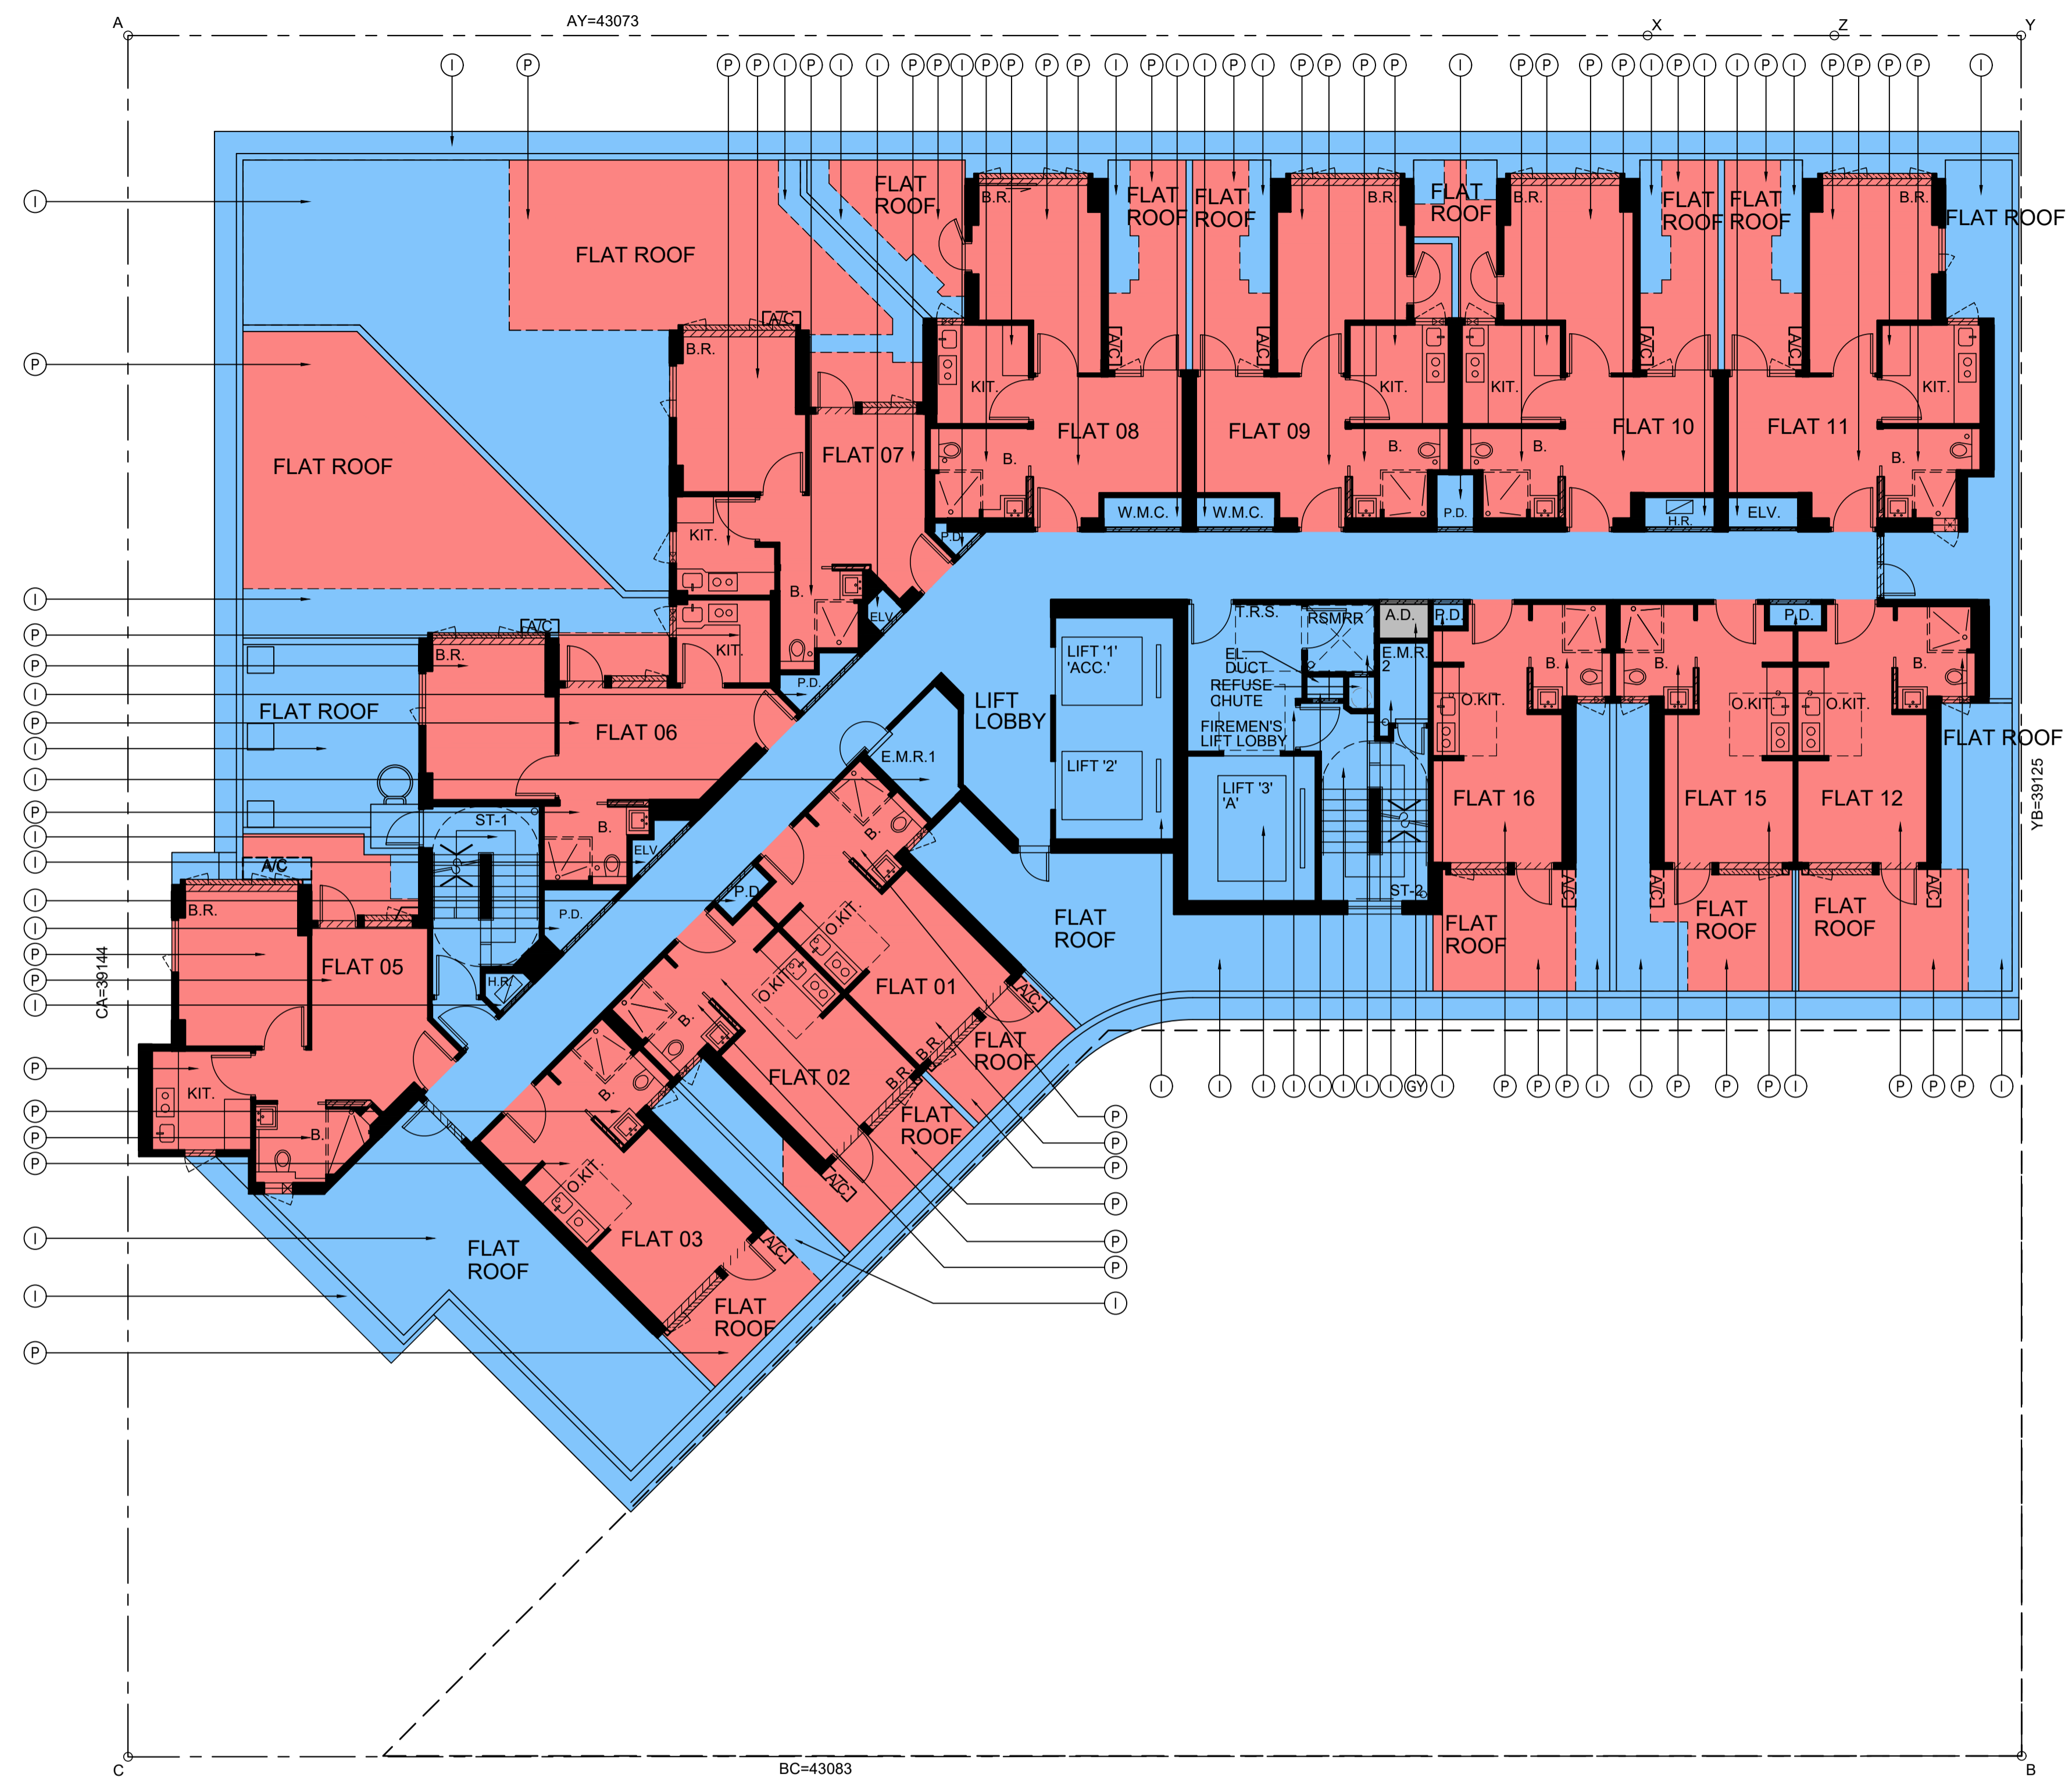 A
AY=43073
X
Z
Y
I
P
P
P
I
P
I
I
P
P
I
P
P
P
P
I
P
I
I
P
I
P
P
P
P
I
P
P
P
P
I
P
I
I
P
I
P
P
P
P
I
I
P
I
P
P
I
P
I
I
P
I
I
I
I
P
P
I
P
P
P
P
I
I
P
FLAT
ROOF
B.R.
FLAT
ROOF
FLAT
ROOF
B.R.
FLAT
ROOF
B.R.
FLAT
ROOF
FLAT
ROOF
B.R.
FLAT ROOF
FLAT ROOF
A/C
B.R.
A/C
A/C
A/C
A/C
KIT.
KIT.
KIT.
KIT.
FLAT ROOF
FLAT 07
FLAT 08
FLAT 09
FLAT 10
FLAT 11
B.
B.
B.
B.
KIT.
P.D.
W.M.C.
W.M.C.
P.D.
H.R.
ELV.
B.
ELV.
A/C
KIT.
P.D.
B.R.
FLAT ROOF
FLAT 06
LIFT
LOBBY
LIFT '1'
'ACC.'
LIFT '2'
T.R.S.
RSMRR
A.D.
P.D.
P.D.
EL.
DUCT
REFUSE
CHUTE
E.M.R.
2
FIREMEN'S
LIFT LOBBY
LIFT '3'
'A'
B.
B.
B.
O.KIT.
O.KIT.
O.KIT.
FLAT 16
FLAT 15
FLAT 12
FLAT ROOF
YB=39125
E.M.R.1
ST-1
B.
ELV.
B.
P.D.
P.D.
A/C
B.R.
FLAT 05
H.R.
CA=39144
O.KIT.
O.KIT.
FLAT 01
A/C
FLAT
ROOF
ST-2
A/C
A/C
A/C
FLAT
ROOF
FLAT
ROOF
FLAT
ROOF
KIT.
B.
B.
B.
FLAT 02
B.R.
B.R.
FLAT
ROOF
FLAT
ROOF
A/C
O.KIT.
FLAT 03
A/C
FLAT
ROOF
FLAT
ROOF
I
I
I
I
I
I
I
I
GY
I
P
P
P
I
I
P
P
P
I
P
P
P
I
P
P
P
P
P
P
I
C
BC=43083
B